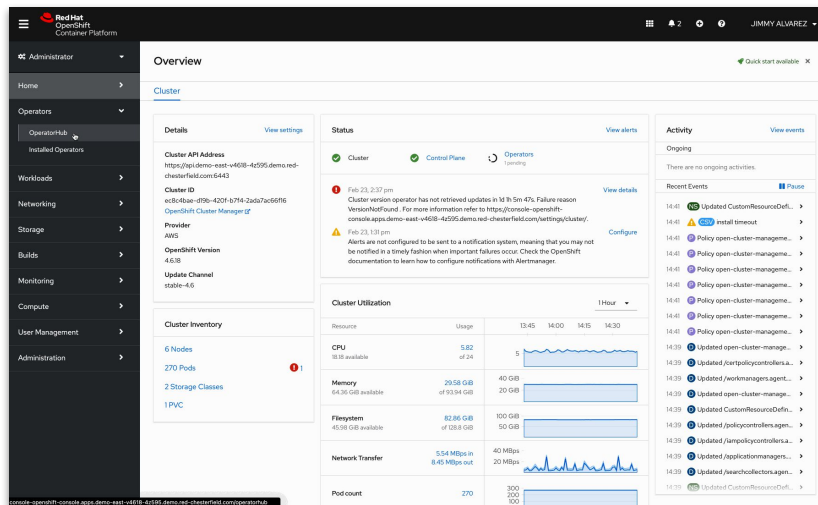 Red Hat
OpenShift
Container Platform
2
JIMMY ALVAREZ
Administrator
Home
Operators
OperatorHub
Installed Operators
Workloads
Networking
Storage
Builds
Monitoring
Compute
User Management
Administration
Overview
Quick start available
Cluster
Details
View settings
Cluster API Address
https://api.demo-east-v4618-4z595.demo.red-
chesterfield.com:6443
Cluster ID
ec8c4bae-d19b-420f-b7f4-2ada7ac66f16
OpenShift Cluster Manager
Provider
AWS
OpenShift Version
4.6.18
Update Channel
stable-4.6
Cluster Inventory
6 Nodes
270 Pods
1
2 Storage Classes
1 PVC
Status
View alerts
Cluster
Control Plane
Operators
1 pending
Feb 23, 2:37 pm
View details
Cluster version operator has not retrieved updates in 1d 1h 5m 47s. Failure reason
VersionNotFound . For more information refer to https://console-openshift-
console.apps.demo-east-v4618-4z595.demo.red-chesterfield.com/settings/cluster/.
Feb 23, 1:31 pm
Configure
Alerts are not configured to be sent to a notification system, meaning that you may not
be notified in a timely fashion when important failures occur. Check the OpenShift
documentation to learn how to configure notifications with Alertmanager.
Cluster Utilization
1 Hour
Resource
Usage
13:45 14:00 14:15 14:30
CPU
5.82
18.18 available
of 24
5
Memory
29.58 GiB
64.36 GiB available
of 93.94 GiB
40 GiB
20 GiB
Filesystem
82.86 GiB
45.98 GiB available
of 128.8 GiB
100 GiB
50 GiB
Network Transfer
5.54 MBps in
8.45 MBps out
40 MBps
20 MBps
Pod count
270
300
200
100
Activity
View events
Ongoing
There are no ongoing activities.
Recent Events
Pause
14:41 NS Updated CustomResourceDefi...
14:41 CSV install timeout
14:41 P Policy open-cluster-manageme...
14:41 P Policy open-cluster-manageme...
14:41 P Policy open-cluster-manageme...
14:41 P Policy open-cluster-manageme...
14:41 P Policy open-cluster-manageme...
14:41 P Policy open-cluster-manageme...
14:39 D Updated open-cluster-manage...
14:39 D Updated /certpolicycontrollers.a...
14:39 D Updated /workmanagers.agent....
14:39 D Updated open-cluster-manage...
14:39 D Updated CustomResourceDefin...
14:39 D Updated /policycontrollers.agen...
14:39 D Updated /iampolicycontrollers.a...
14:39 D Updated /applicationmanagers....
14:39 D Updated /searchcollectors.agen...
14:39 NS Updated CustomResourceDefi...
console-openshift-console.apps.demo-east-v4618-4z595.demo.red-chesterfield.com/operatorhub